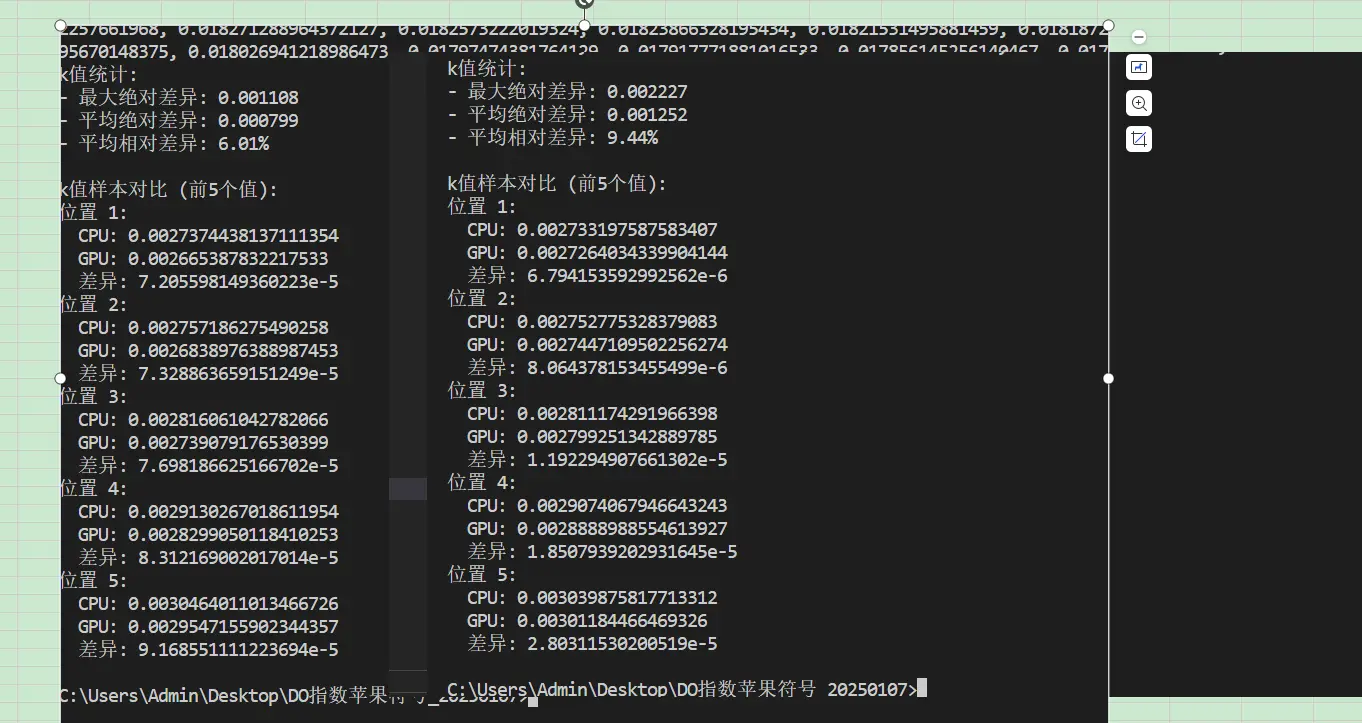 2257661968, 0.018271288964372127, 0.0182573222019324, 0.01823866328195434, 0.01821531495881459, 0.0181872
95670148375, 0.018026941218986473
k值统计:
- 最大绝对差异: 0.001108
- 平均绝对差异: 0.000799
- 平均相对差异: 6.01%
k值样本对比 (前5个值):
位置 1:
CPU: 0.0027374438137111354
GPU: 0.002665387832217533
差异: 7.205598149360223e-5
位置 2:
CPU: 0.002757186275490258
GPU: 0.0026838976388987453
差异: 7.328863659151249e-5
位置 3:
CPU: 0.002816061042782066
GPU: 0.002739079176530399
差异: 7.698186625166702e-5
位置 4:
CPU: 0.0029130267018611954
GPU: 0.0028299050118410253
差异: 8.312169002017014e-5
位置 5:
CPU: 0.0030464011013466726
GPU: 0.0029547155902344357
差异: 9.168551111223694e-5
C:\Users\Admin\Desktop\DO指数苹果符号_20250107>
k值统计:
- 最大绝对差异: 0.002227
- 平均绝对差异: 0.001252
- 平均相对差异: 9.44%
k值样本对比 (前5个值):
位置 1:
CPU: 0.002733197587583407
GPU: 0.0027264034339904144
差异: 6.794153592992562e-6
位置 2:
CPU: 0.002752775328379083
GPU: 0.0027447109502256274
差异: 8.064378153455499e-6
位置 3:
CPU: 0.002811174291966398
GPU: 0.002799251342889785
差异: 1.192294907661302e-5
位置 4:
CPU: 0.0029074067946643243
GPU: 0.0028888988554613927
差异: 1.8507939202931645e-5
位置 5:
CPU: 0.003039875817713312
GPU: 0.00301184466469326
差异: 2.80311530200519e-5
C:\Users\Admin\Desktop\DO指数苹果符号 20250107>